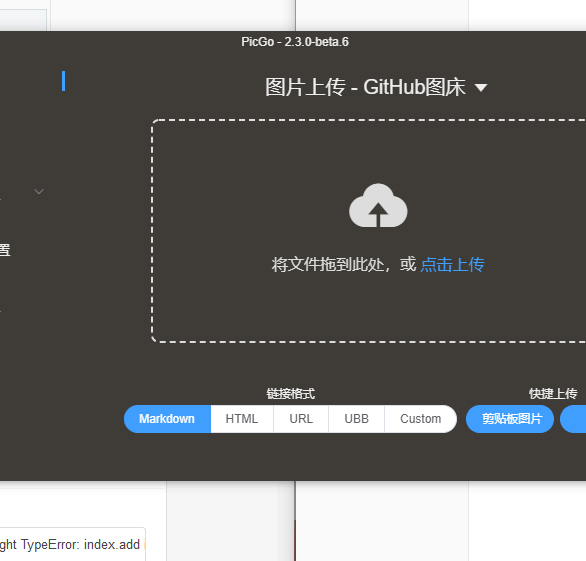 PicGo - 2.3.0-beta.6
图片上传 - GitHub图床
置
将文件拖到此处，或 点击上传
链接格式
快捷上传
Markdown HTML URL UBB Custom
剪贴板图片
ght TypeError: index.add